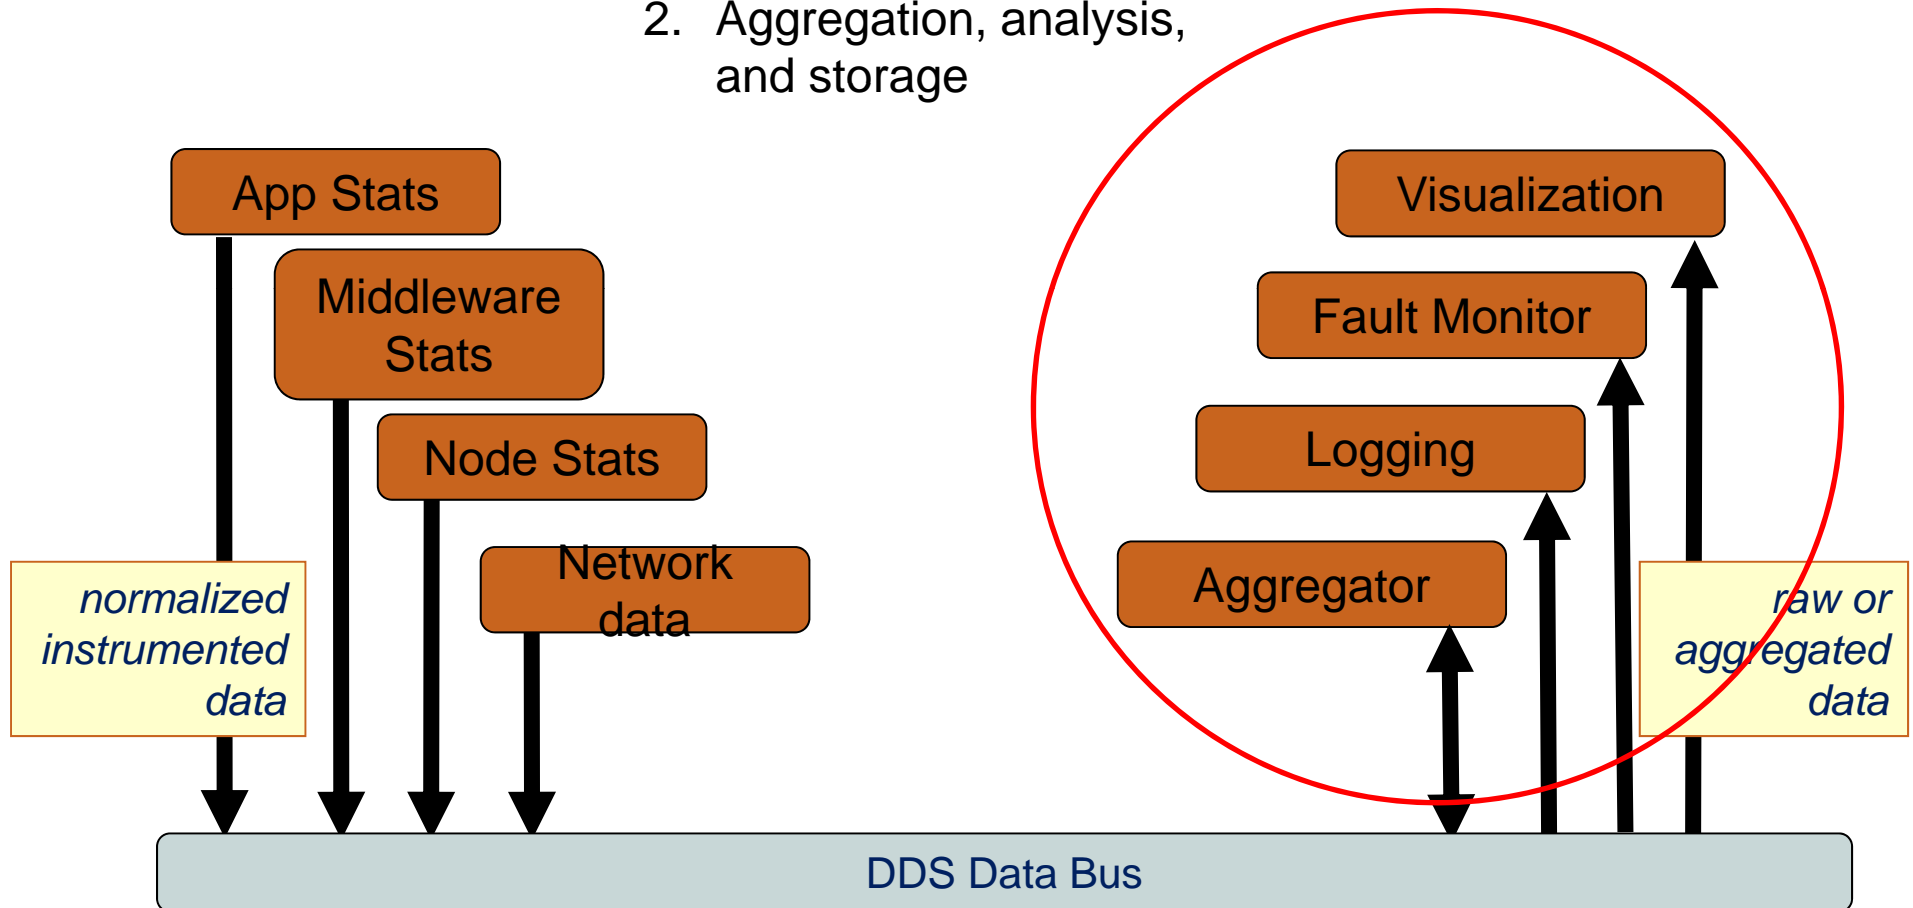 2. Aggregation, analysis,
and storage
App Stats
Visualization
Middleware
Stats
Fault Monitor
Node Stats
Logging
Network
data
Aggregator
normalized
instrumented
data
raw or
aggregated
data
DDS Data Bus